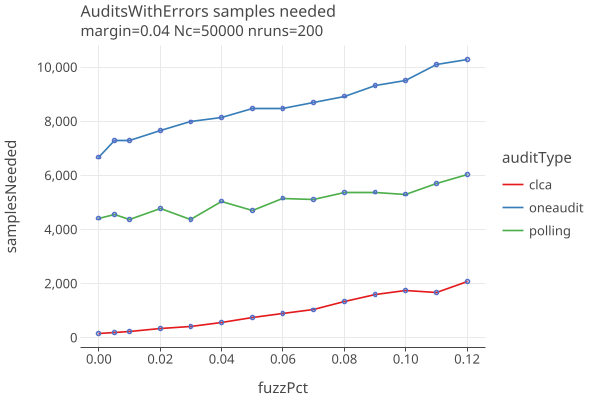 AuditsWithErrors samples needed
margin=0.04 Nc=50000 nruns=200
10,000
8,000
6,000
4,000
2,000
0
samplesNeeded
0.00
0.02
0.04
0.06
0.08
0.10
0.12
fuzzPct
auditType
clca
oneaudit
polling